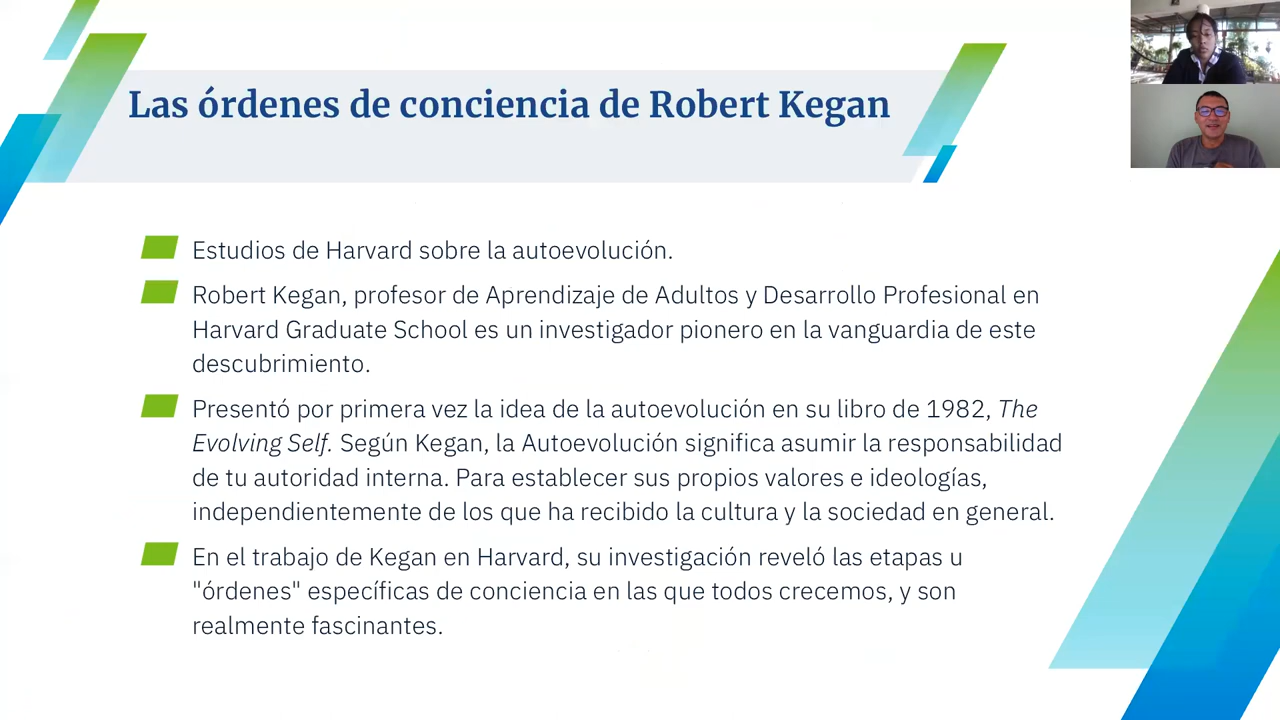 Las órdenes de conciencia de Robert Kegan
Estudios de Harvard sobre la autoevolución.
Robert Kegan, profesor de Aprendizaje de Adultos y Desarrollo Profesional en
Harvard Graduate School es un investigador pionero en la vanguardia de este
descubrimiento.
Presentó por primera vez la idea de la autoevolución en su libro de 1982, The
Evolving Self. Según Kegan, la Autoevolución significa asumir la responsabilidad
de tu autoridad interna. Para establecer sus propios valores e ideologías,
independientemente de los que ha recibido la cultura y la sociedad en general.
En el trabajo de Kegan en Harvard, su investigación reveló las etapas u
"órdenes" específicas de conciencia en las que todos crecemos, y son
realmente fascinantes.